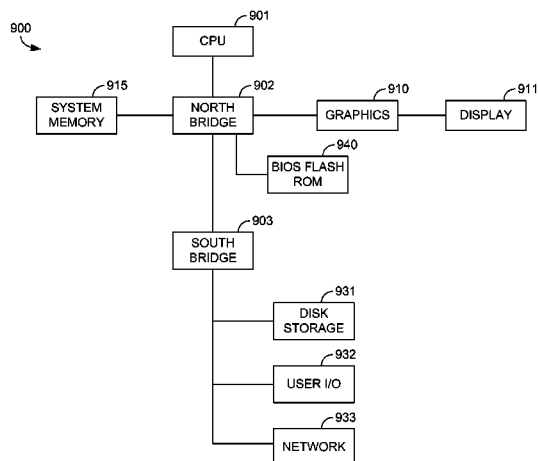 900
901
CPU
915
SYSTEM
MEMORY
902
NORTH
BRIDGE
910
GRAPHICS
911
DISPLAY
940
BIOS FLASH
ROM
903
SOUTH
BRIDGE
931
DISK
STORAGE
932
USER I/O
933
NETWORK